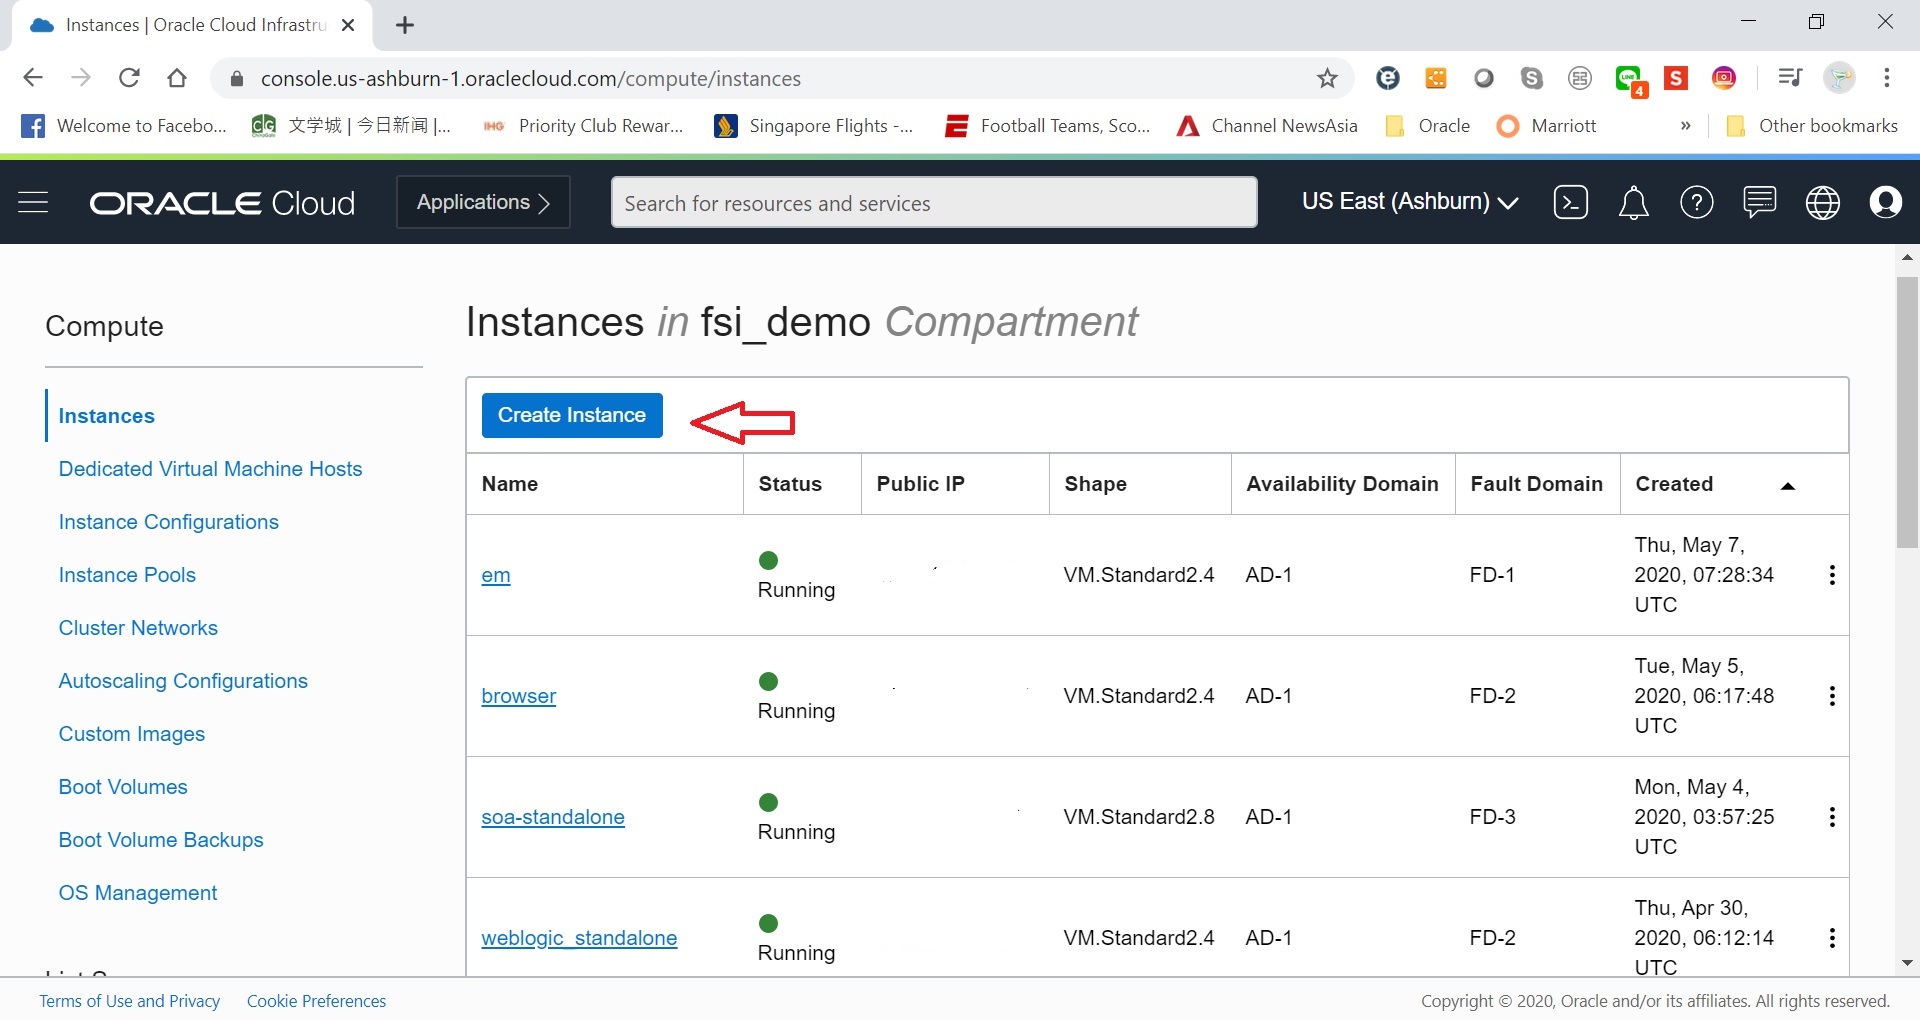 Instances | Oracle Cloud Infrastru
console.us-ashburn-1.oraclecloud.com/compute/instances
4
Welcome to Facebo...
文学城 | 今日新闻 |...
IHG Priority Club Rewar...
Singapore Flights -...
Football Teams, Sco...
Channel NewsAsia
Oracle
Marriott
»
Other bookmarks
ORACLE Cloud
Applications
Search for resources and services
US East (Ashburn)
Compute
Instances
Dedicated Virtual Machine Hosts
Instance Configurations
Instance Pools
Cluster Networks
Autoscaling Configurations
Custom Images
Boot Volumes
Boot Volume Backups
OS Management
Instances in fsi_demo Compartment
Create Instance
Name Status Public IP Shape Availability Domain Fault Domain Created
em Running VM.Standard2.4 AD-1 FD-1 Thu, May 7, 2020, 07:28:34 UTC
browser Running VM.Standard2.4 AD-1 FD-2 Tue, May 5, 2020, 06:17:48 UTC
soa-standalone Running VM.Standard2.8 AD-1 FD-3 Mon, May 4, 2020, 03:57:25 UTC
weblogic_standalone Running VM.Standard2.4 AD-1 FD-2 Thu, Apr 30, 2020, 06:12:14 UTC
Terms of Use and Privacy
Cookie Preferences
Copyright © 2020, Oracle and/or its affiliates. All rights reserved.